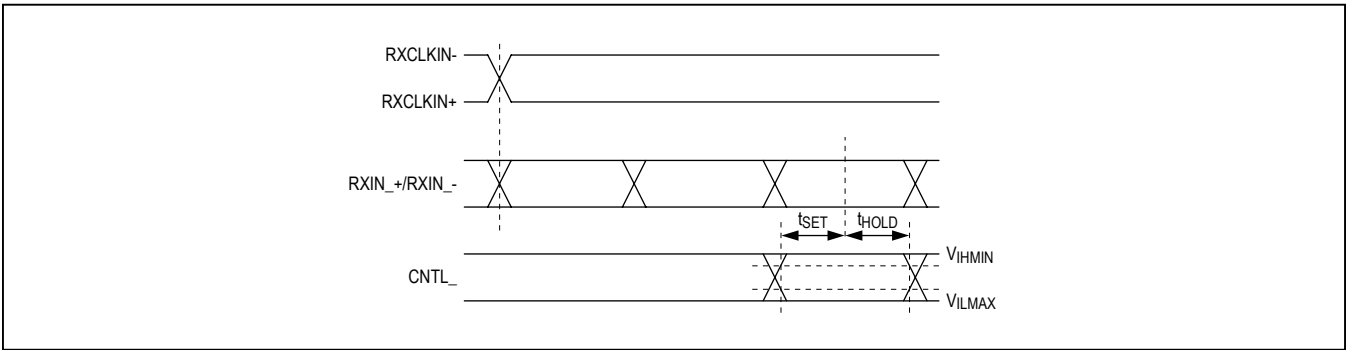 RXCLKIN-
RXCLKIN+
RXIN_+/RXIN_-
tSET tHOLD
VIHMIN
CNTL_
VILMAX